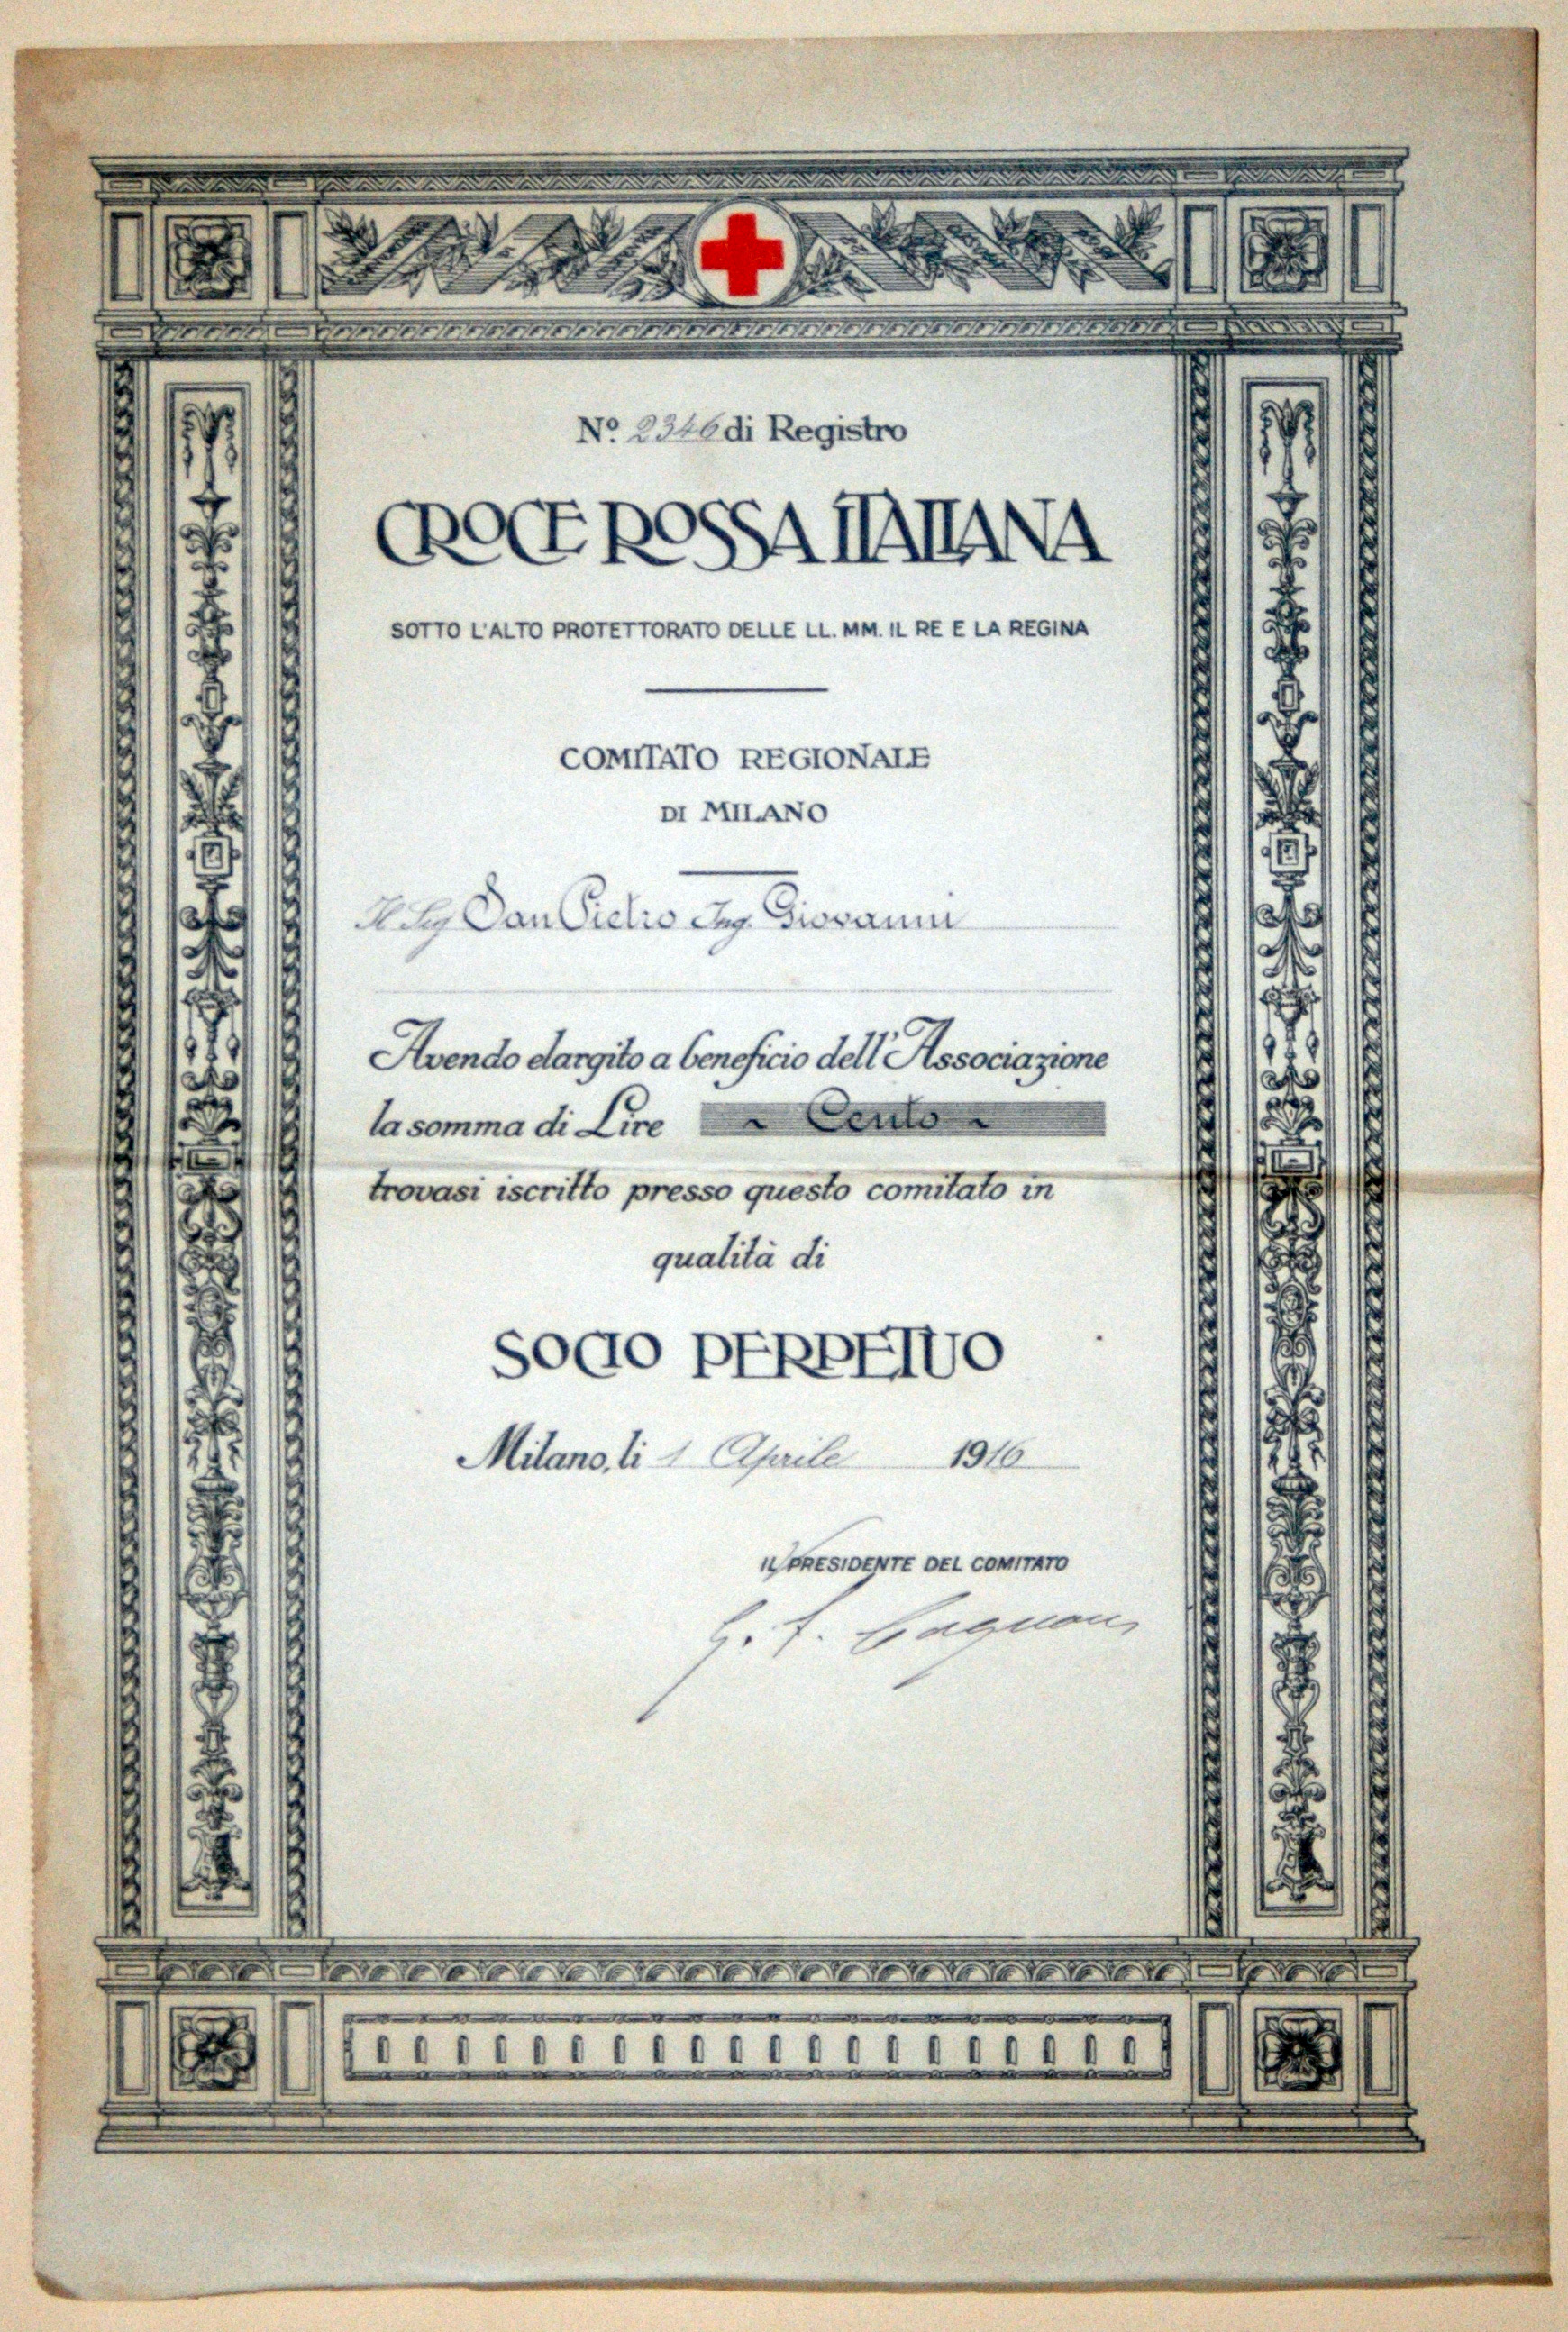 Nº 2346 di Registro
CROCE ROSSA ITALIANA
SOTTO L'ALTO PROTETTORATO DELLE LL. MM. IL RE E LA REGINA
COMITATO REGIONALE
DI MILANO
Il Sig San Pietro Ing. Giovanni
Avendo elargito a beneficio dell'Associazione
la somma di Lire ~ Cento ~
trovasi iscritto presso questo comitato in
qualità di
SOCIO PERPETUO
Milano, li 1 Aprile 1916
IL PRESIDENTE DEL COMITATO